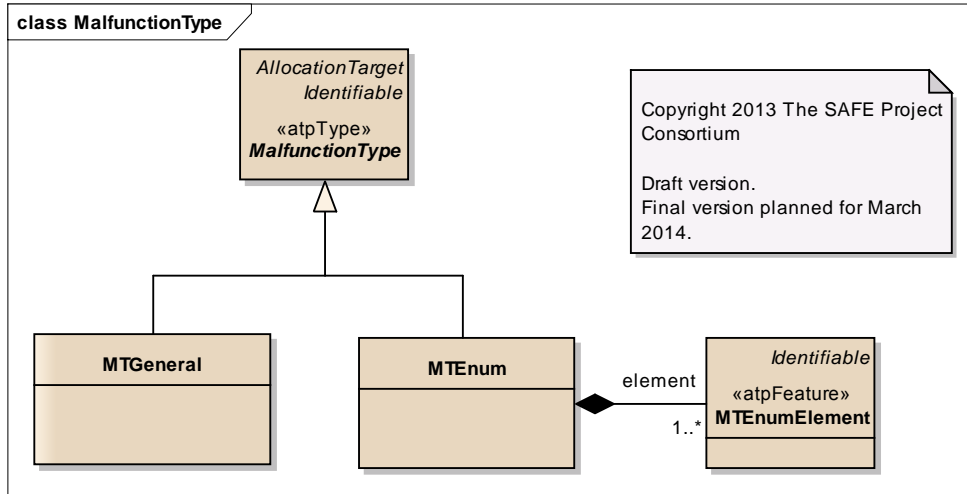 class MalfunctionType
AllocationTarget
Identifiable
«atpType»
MalfunctionType
Copyright 2013 The SAFE Project
Consortium
Draft version.
Final version planned for March
2014.
MTGeneral
MTEnum
element
1..*
Identifiable
«atpFeature»
MTEnumElement